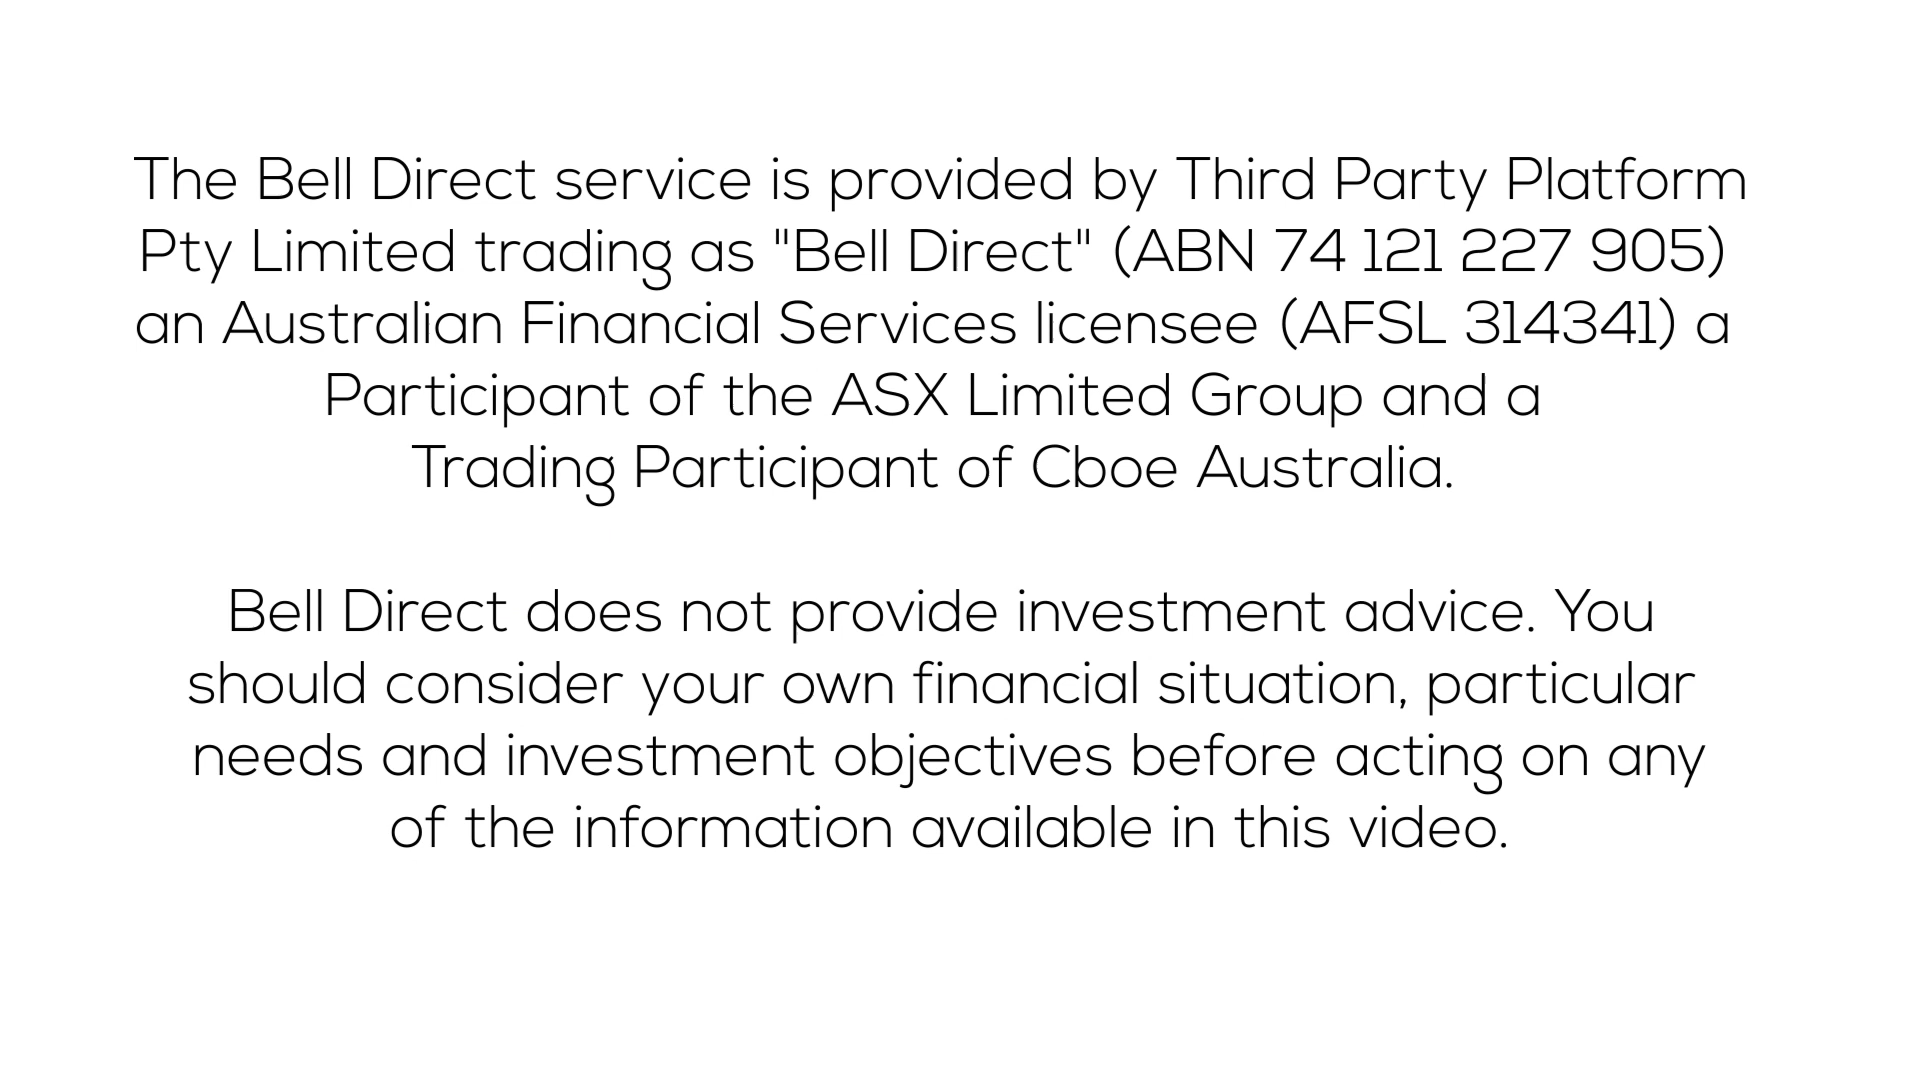 The Bell Direct service is provided by Third Party Platform
Pty Limited trading as "Bell Direct" (ABN 74 121 227 905)
an Australian Financial Services licensee (AFSL 314341) a
Participant of the ASX Limited Group and a
Trading Participant of Cboe Australia.
Bell Direct does not provide investment advice. You
should consider your own financial situation, particular
needs and investment objectives before acting on any
of the information available in this video.